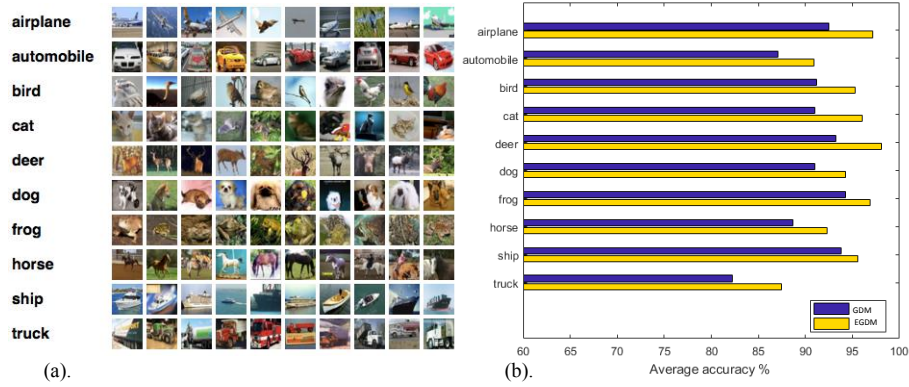 airplane
automobile
bird
cat
deer
dog
frog
horse
ship
truck
(a).
airplane
automobile
bird
cat
deer
dog
frog
horse
ship
truck
GDM
EGDM
60 65 70 75 80 85 90 95 100
Average accuracy %
(b).